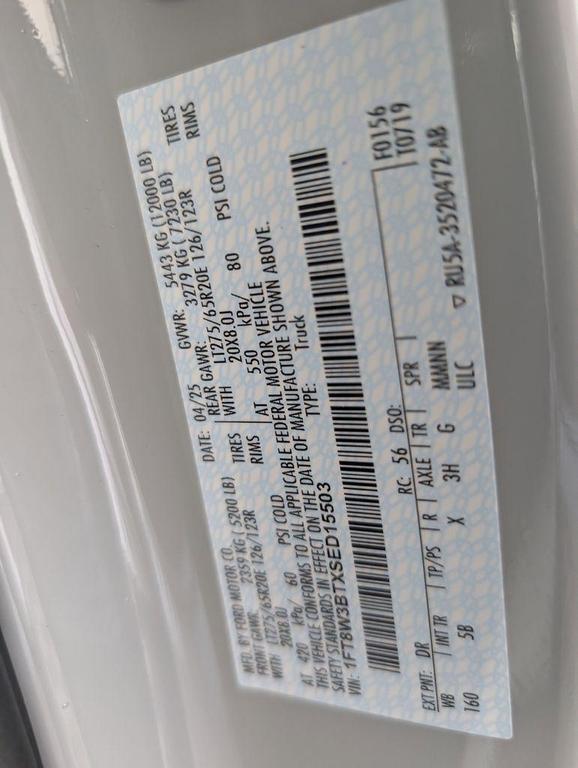 MFD. BY FORD MOTOR CO. DATE: 04/25 GVWR: 5443 KG (12000 LB)
FRONT GAWR: 2359 KG ( 5200 LB) REAR GAWR: 3279 KG ( 7230 LB)
WITH LT275/65R20E 126/123R TIRES WITH LT275/65R20E 126/123R TIRES
20X8.0J RIMS 20X8.0J RIMS
AT 420 kPa/ 60 PSI COLD AT 550 kPa/ 80 PSI COLD
THIS VEHICLE CONFORMS TO ALL APPLICABLE FEDERAL MOTOR VEHICLE
SAFETY STANDARDS IN EFFECT ON THE DATE OF MANUFACTURE SHOWN ABOVE.
VIN: 1FT8W3BTXSED15503 TYPE: Truck
F0156
EXT PNT: DR RC: 56 DSO: T0719
WB INT TR TP/PS R AXLE TR SPR
160 5B X 3H G MMMNN
ULC ▽ RU5A-3520472-AB